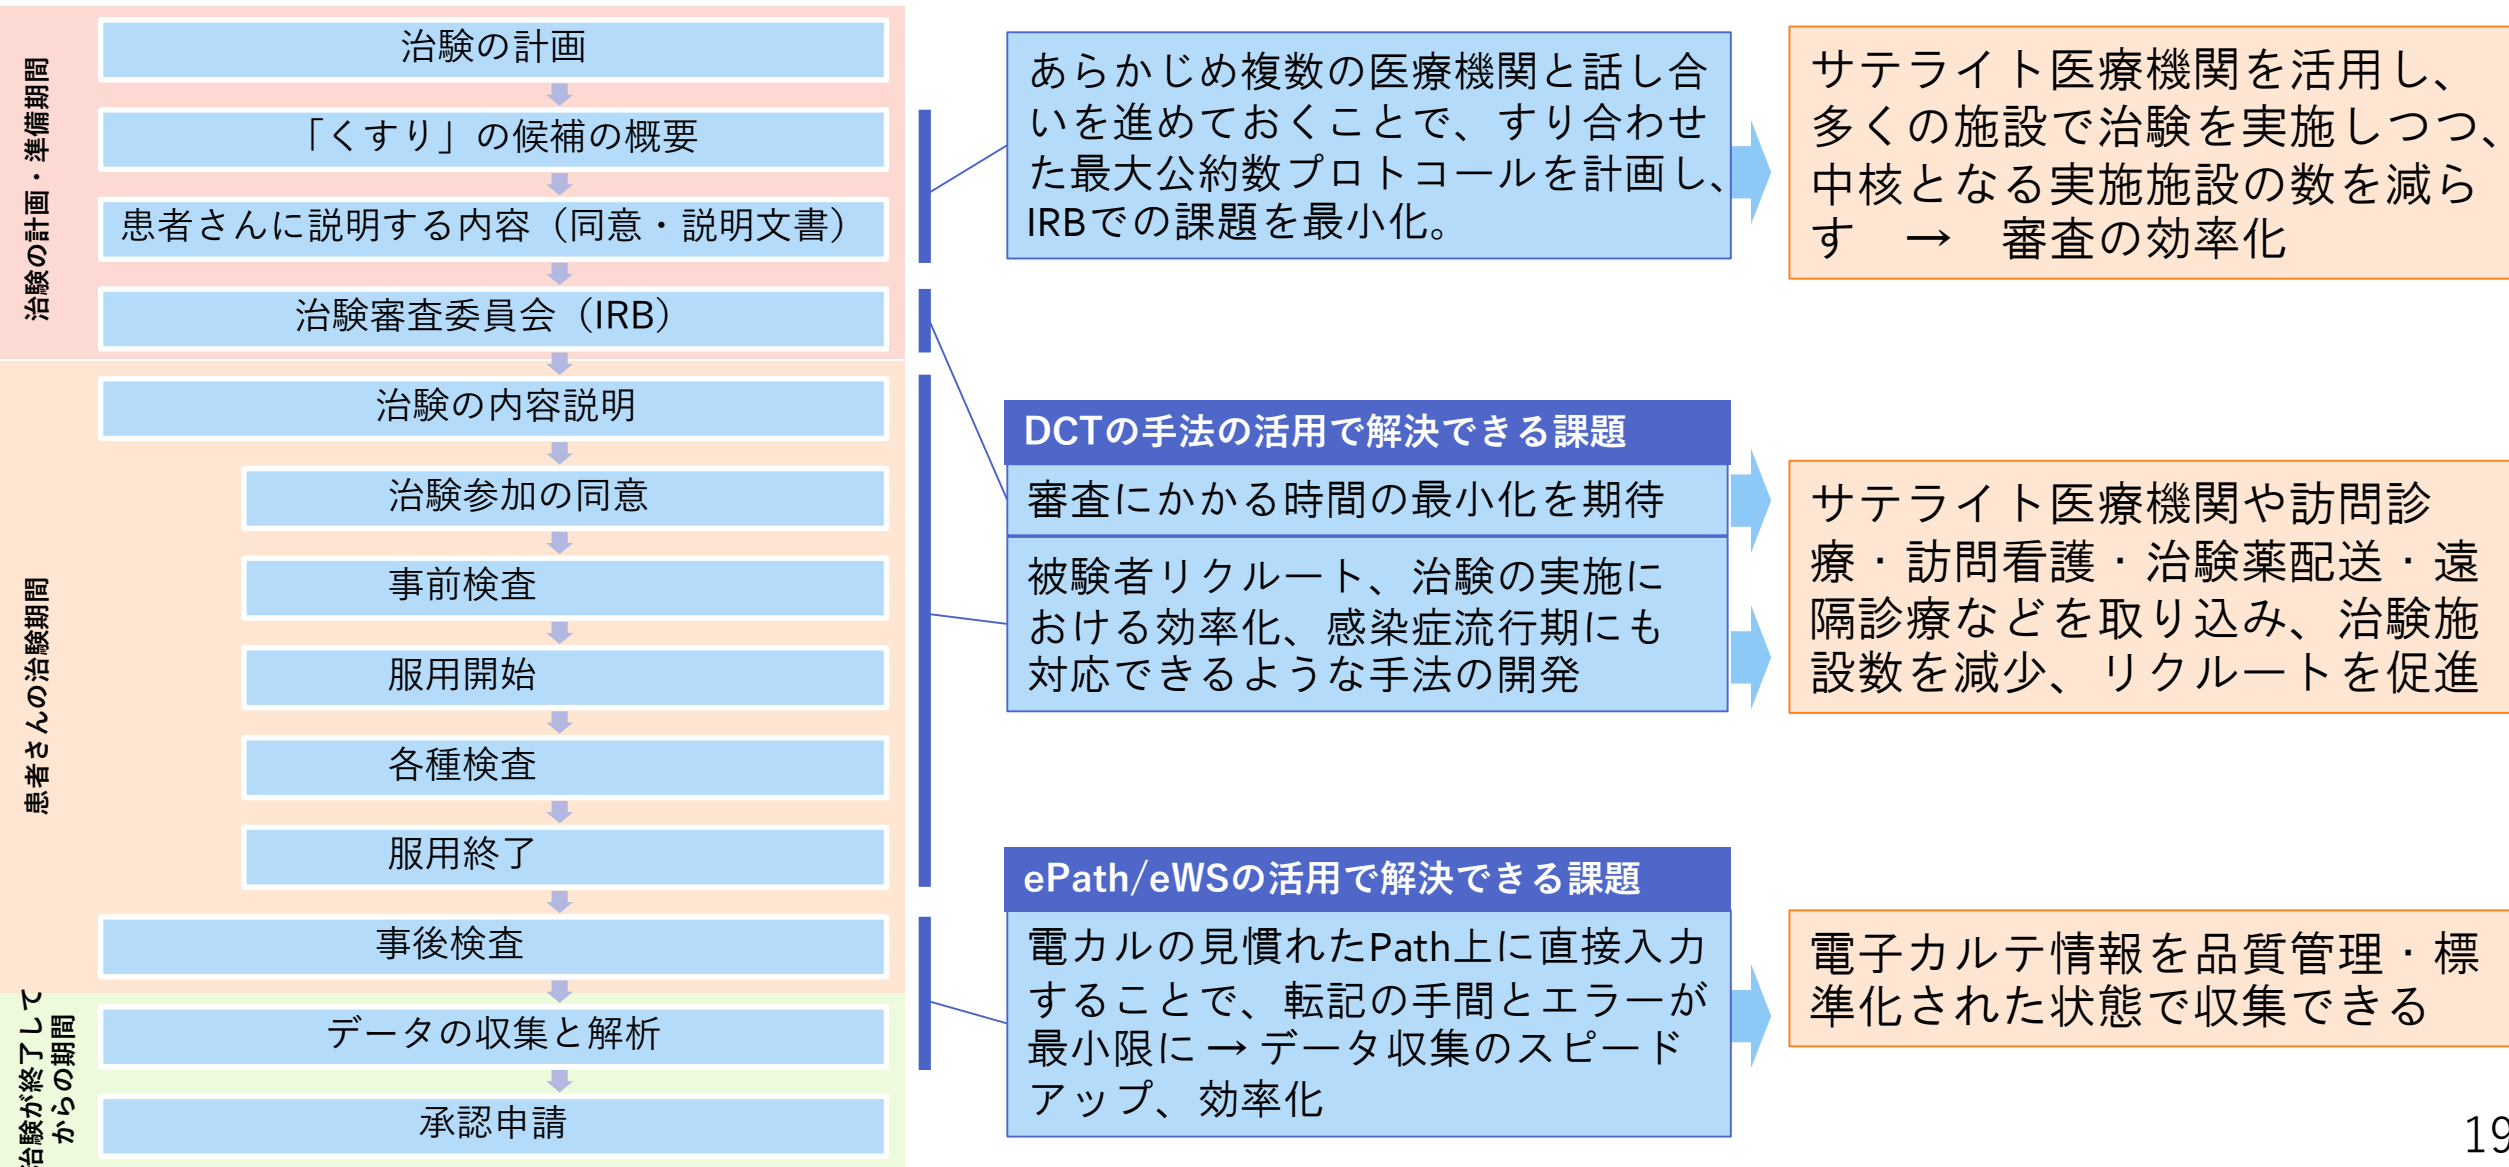 治験の計画・準備期間
治験の計画
「くすり」の候補の概要
患者さんに説明する内容（同意・説明文書）
治験審査委員会（IRB）
患者さんの治験期間
治験の内容説明
治験参加の同意
事前検査
服用開始
各種検査
服用終了
事後検査
治験が終了して
からの期間
データの収集と解析
承認申請
あらかじめ複数の医療機関と話し合
いを進めておくことで、すり合わせ
た最大公約数プロトコールを計画し、
IRBでの課題を最小化。
サテライト医療機関を活用し、
多くの施設で治験を実施しつつ、
中核となる実施施設の数を減ら
す　→　審査の効率化
DCTの手法の活用で解決できる課題
審査にかかる時間の最小化を期待
被験者リクルート、治験の実施に
おける効率化、感染症流行期にも
対応できるような手法の開発
サテライト医療機関や訪問診
療・訪問看護・治験薬配送・遠
隔診療などを取り込み、治験施
設数を減少、リクルートを促進
ePath/eWSの活用で解決できる課題
電カルの見慣れたPath上に直接入力
することで、転記の手間とエラーが
最小限に → データ収集のスピード
アップ、効率化
電子カルテ情報を品質管理・標
準化された状態で収集できる
19